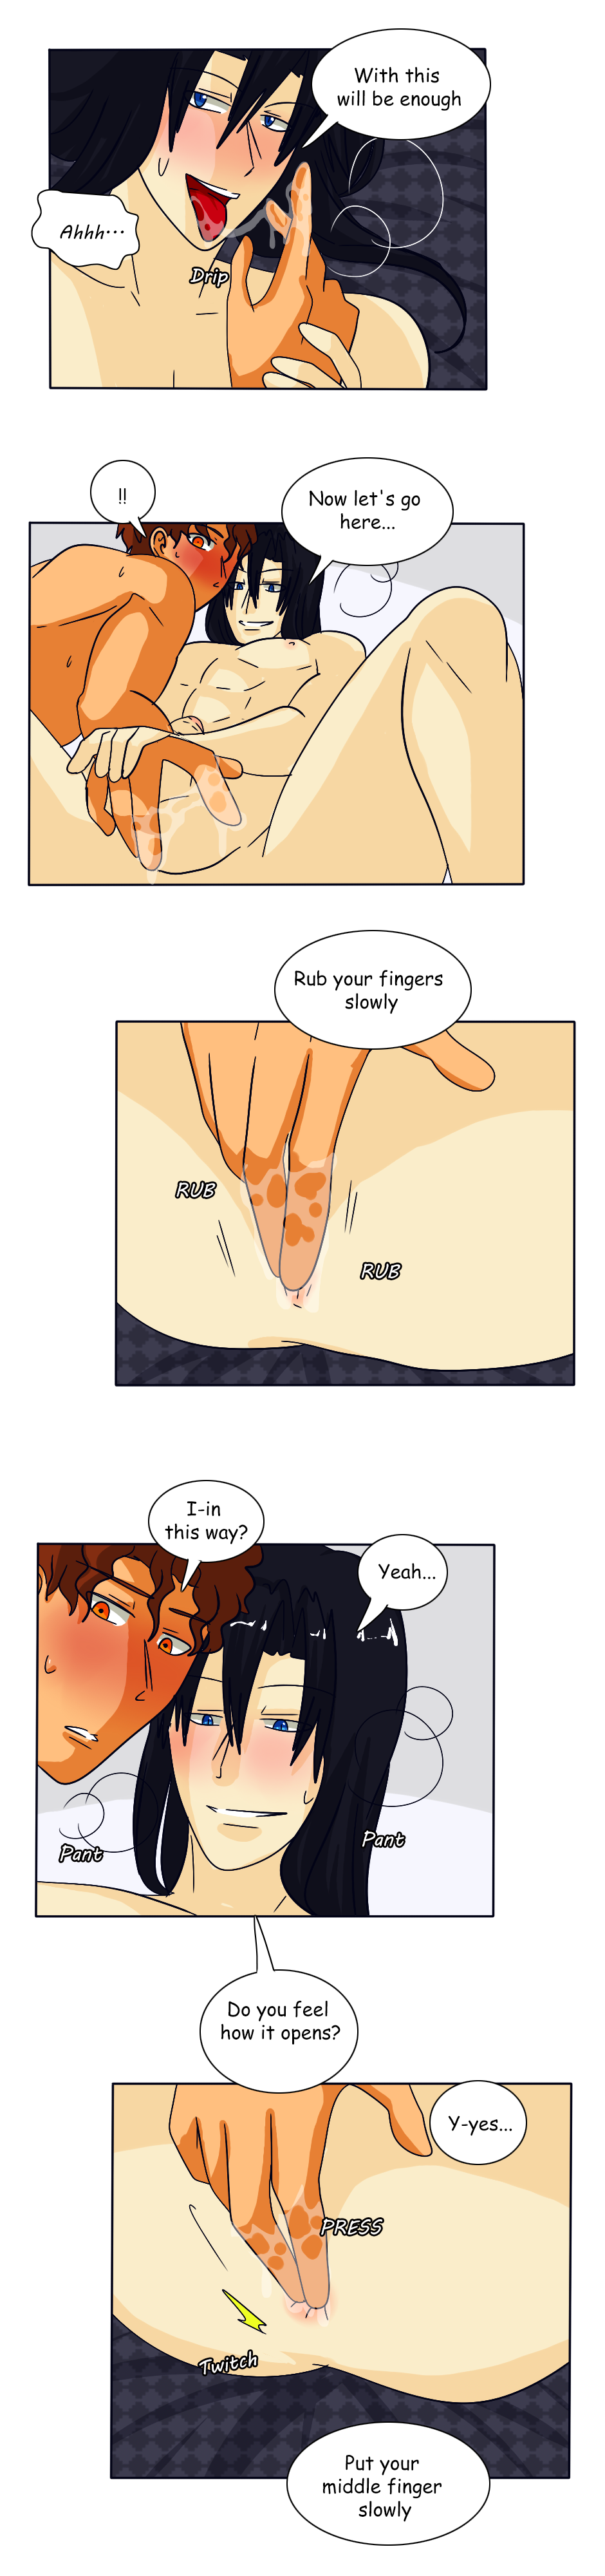 With this
will be enough
Ahhh...
Drip
!!
Now let's go
here...
Rub your fingers
slowly
RUB
RUB
I-in
this way?
Yeah...
Pant
Pant
Do you feel
how it opens?
Y-yes...
PRESS
Twitch
Put your
middle finger
slowly